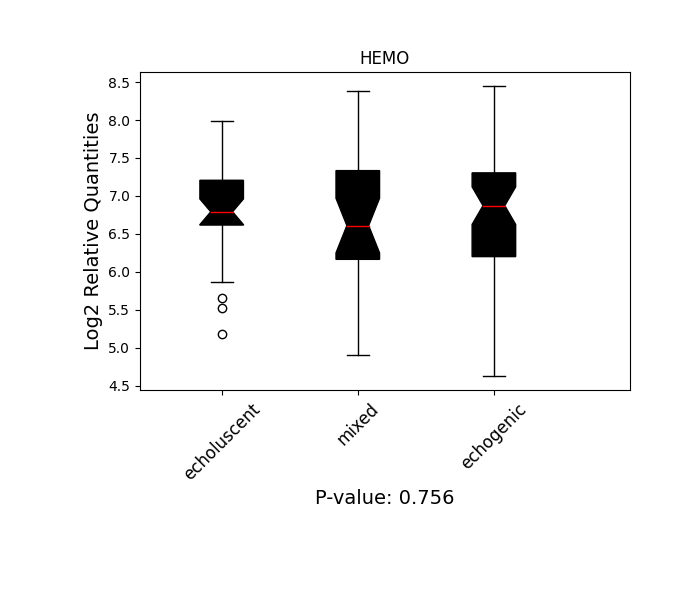 HEMO
Log2 Relative Quantities
8.5
8.0
7.5
7.0
6.5
6.0
5.5
5.0
4.5
echoluscent
mixed
echogenic
P-value: 0.756